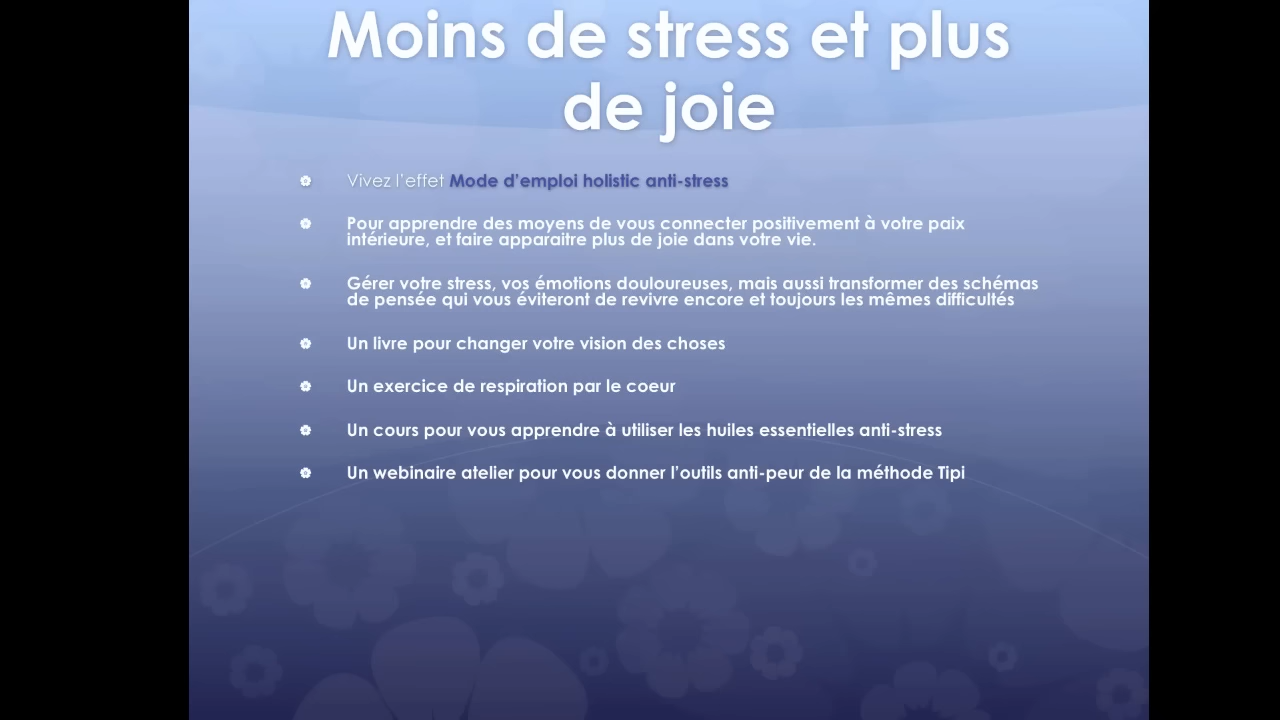 Moins de stress et plus
de joie
Vivez l'effet Mode d'emploi holistic anti-stress
Pour apprendre des moyens de vous connecter positivement à votre paix
intérieure, et faire apparaitre plus de joie dans votre vie.
Gérer votre stress, vos émotions douloureuses, mais aussi transformer des schémas
de pensée qui vous éviteront de revivre encore et toujours les mêmes difficultés
Un livre pour changer votre vision des choses
Un exercice de respiration par le coeur
Un cours pour vous apprendre à utiliser les huiles essentielles anti-stress
Un webinaire atelier pour vous donner l'outils anti-peur de la méthode Tipi